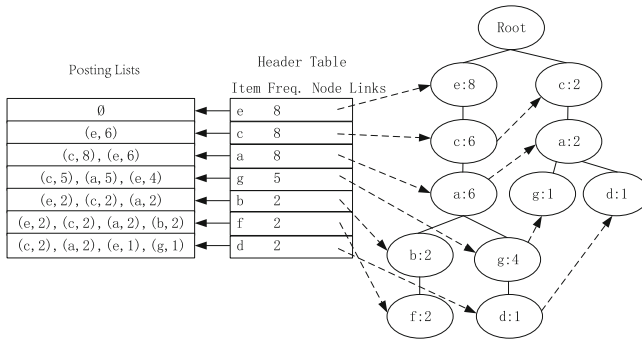 Root
Header Table
Posting Lists
Item Freq. Node Links
e:8
c:2
∅
e 8
(e,6)
c 8
c:6
a:2
(c,8),(e,6)
a 8
(c,5),(a,5),(e,4)
g 5
a:6
g:1
d:1
(e,2),(c,2),(a,2)
b 2
(e,2),(c,2),(a,2),(b,2)
f 2
(c,2),(a,2),(e,1),(g,1)
d 2
b:2
g:4
f:2
d:1